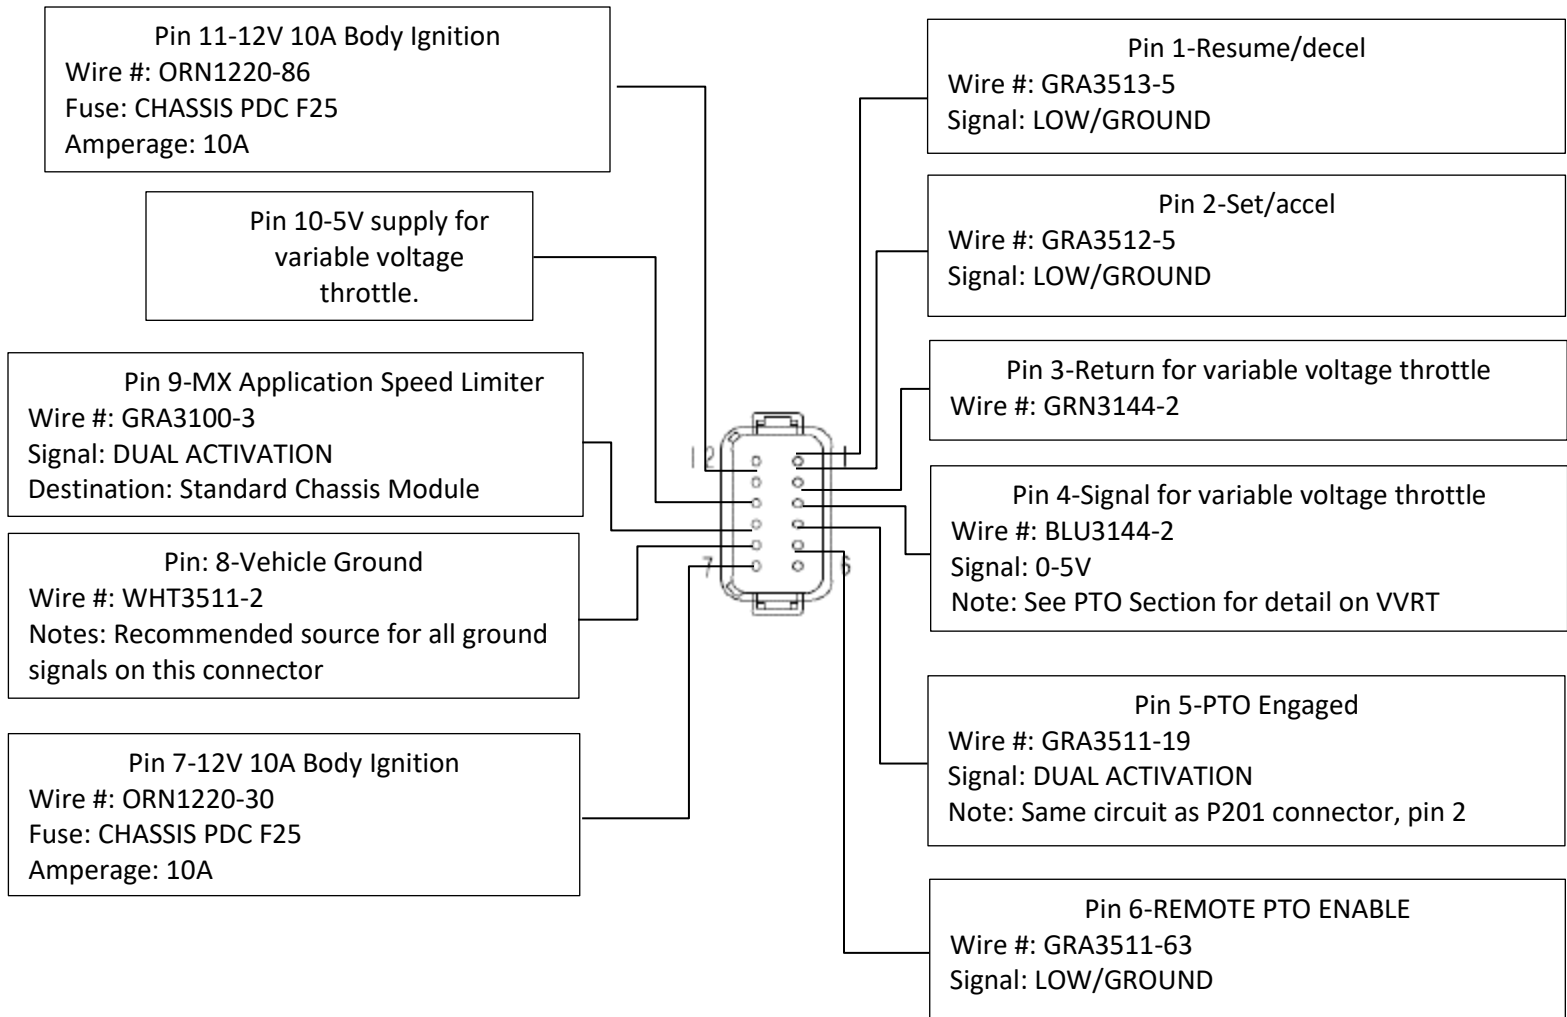 Pin 11-12V 10A Body Ignition
Wire #: ORN1220-86
Fuse: CHASSIS PDC F25
Amperage: 10A
Pin 10-5V supply for
variable voltage
throttle.
Pin 9-MX Application Speed Limiter
Wire #: GRA3100-3
Signal: DUAL ACTIVATION
Destination: Standard Chassis Module
Pin: 8-Vehicle Ground
Wire #: WHT3511-2
Notes: Recommended source for all ground
signals on this connector
Pin 7-12V 10A Body Ignition
Wire #: ORN1220-30
Fuse: CHASSIS PDC F25
Amperage: 10A
12
1
7
6
Pin 1-Resume/decel
Wire #: GRA3513-5
Signal: LOW/GROUND
Pin 2-Set/accel
Wire #: GRA3512-5
Signal: LOW/GROUND
Pin 3-Return for variable voltage throttle
Wire #: GRN3144-2
Pin 4-Signal for variable voltage throttle
Wire #: BLU3144-2
Signal: 0-5V
Note: See PTO Section for detail on VVRT
Pin 5-PTO Engaged
Wire #: GRA3511-19
Signal: DUAL ACTIVATION
Note: Same circuit as P201 connector, pin 2
Pin 6-REMOTE PTO ENABLE
Wire #: GRA3511-63
Signal: LOW/GROUND